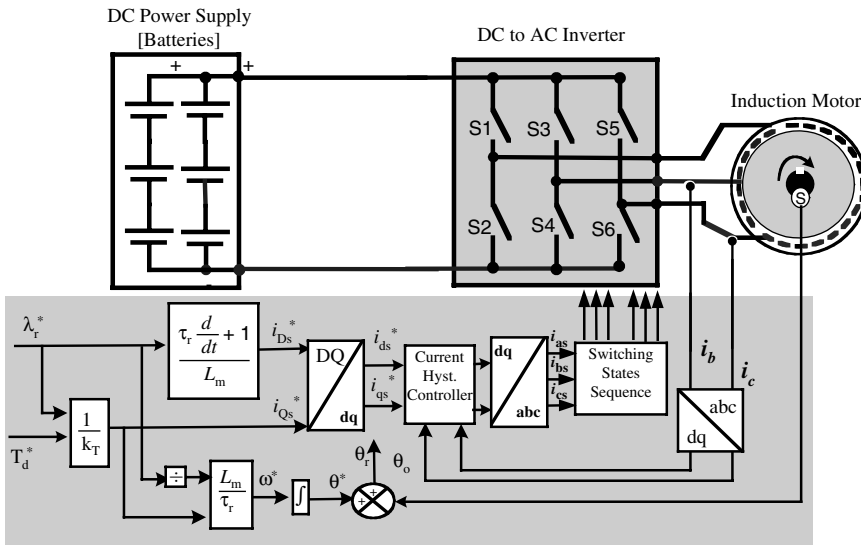 DC Power Supply
[Batteries]
DC to AC Inverter
Induction Motor
+ +
S1 S3 S5
S2 S4 S6
S
λr*
τr d/dt + 1
Lm
iDs*
DQ
dq
ids*
iqs*
Current
Hyst.
Controller
dq
abc
ias
ibs
ics
Switching
States
Sequence
ib
ic
abc
dq
iQs*
1
kT
Td*
÷
Lm
τr
ω*
∫
θ*
θr
θo
+ +